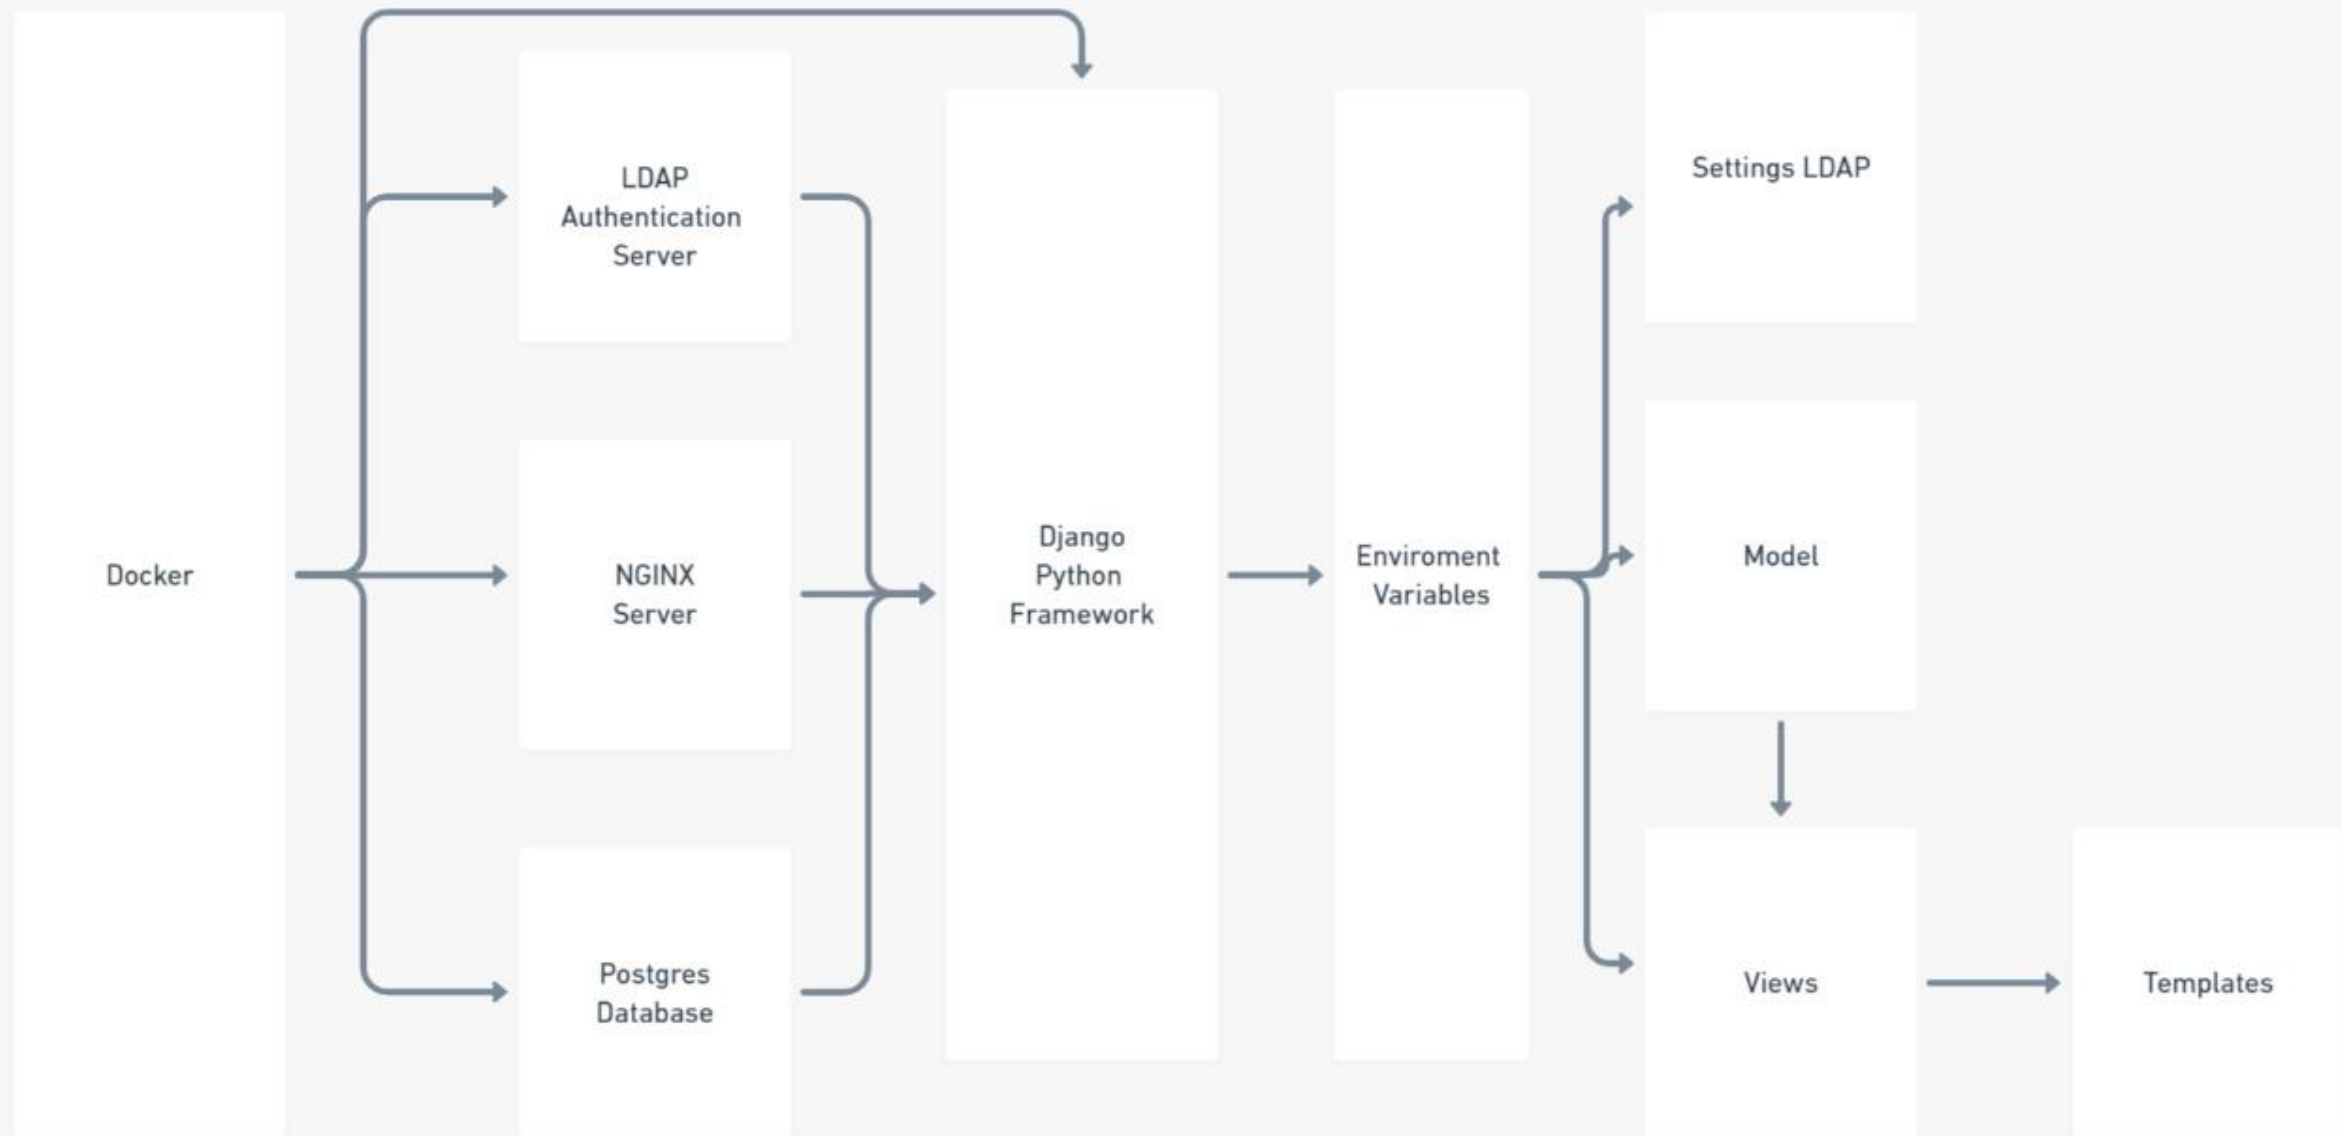 Docker
LDAP
Authentication
Server
NGINX
Server
Postgres
Database
Django
Python
Framework
Enviroment
Variables
Settings LDAP
Model
Views
Templates